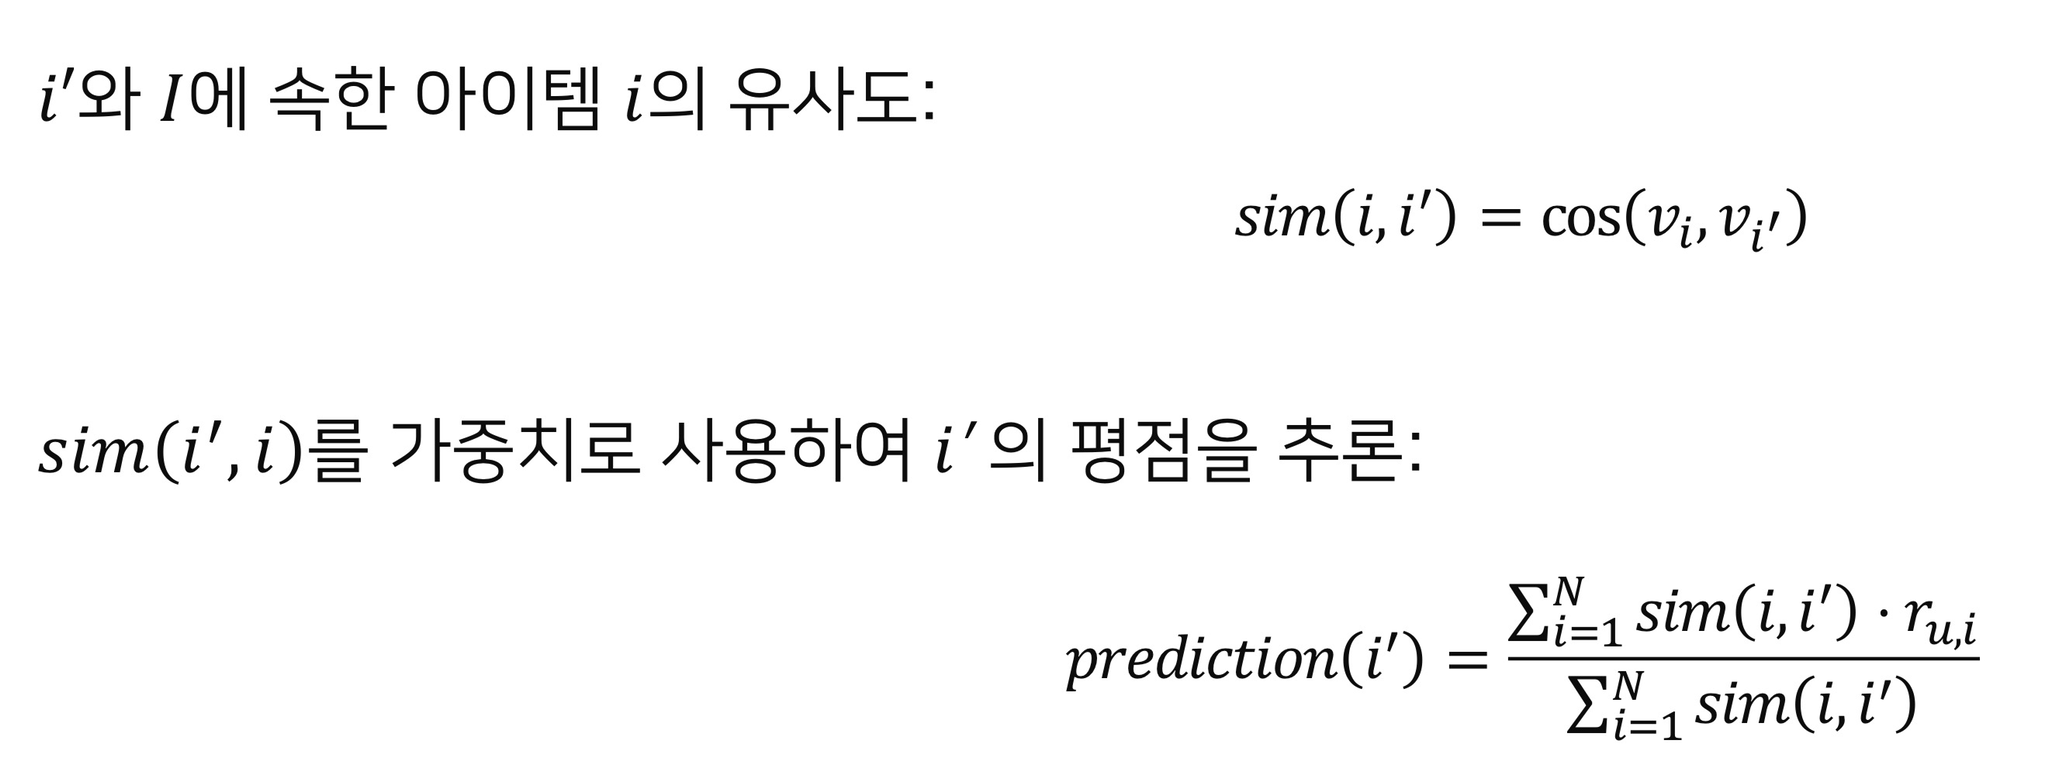 i′와 I에 속한 아이템 i의 유사도:
sim(i, i′) = cos(v_i, v_{i′})
sim(i′, i)를 가중치로 사용하여 i′의 평점을 추론:
prediction(i′) = \frac{\sum_{i=1}^{N} sim(i, i′) · r_{u,i}}{\sum_{i=1}^{N} sim(i, i′)}